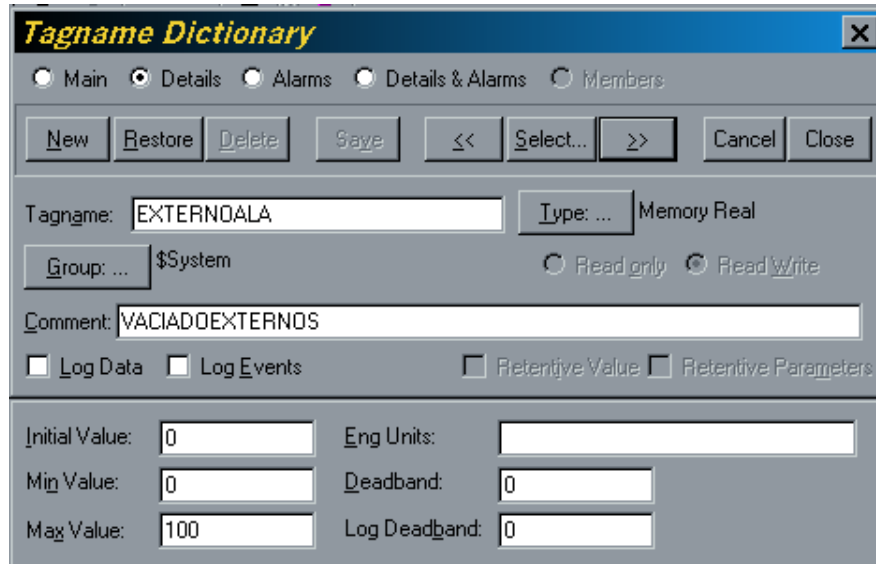 Tagname Dictionary
Main Details Alarms Details & Alarms Members
New Restore Delete Save << Select... >> Cancel Close
Tagname: EXTERNOALA Type: ... Memory Real
Group: ... $System Read only Read Write
Comment: VACIADOEXTERNOS
Log Data Log Events Retentive Value Retentive Parameters
Initial Value: 0 Eng Units:
Min Value: 0 Deadband: 0
Max Value: 100 Log Deadband: 0